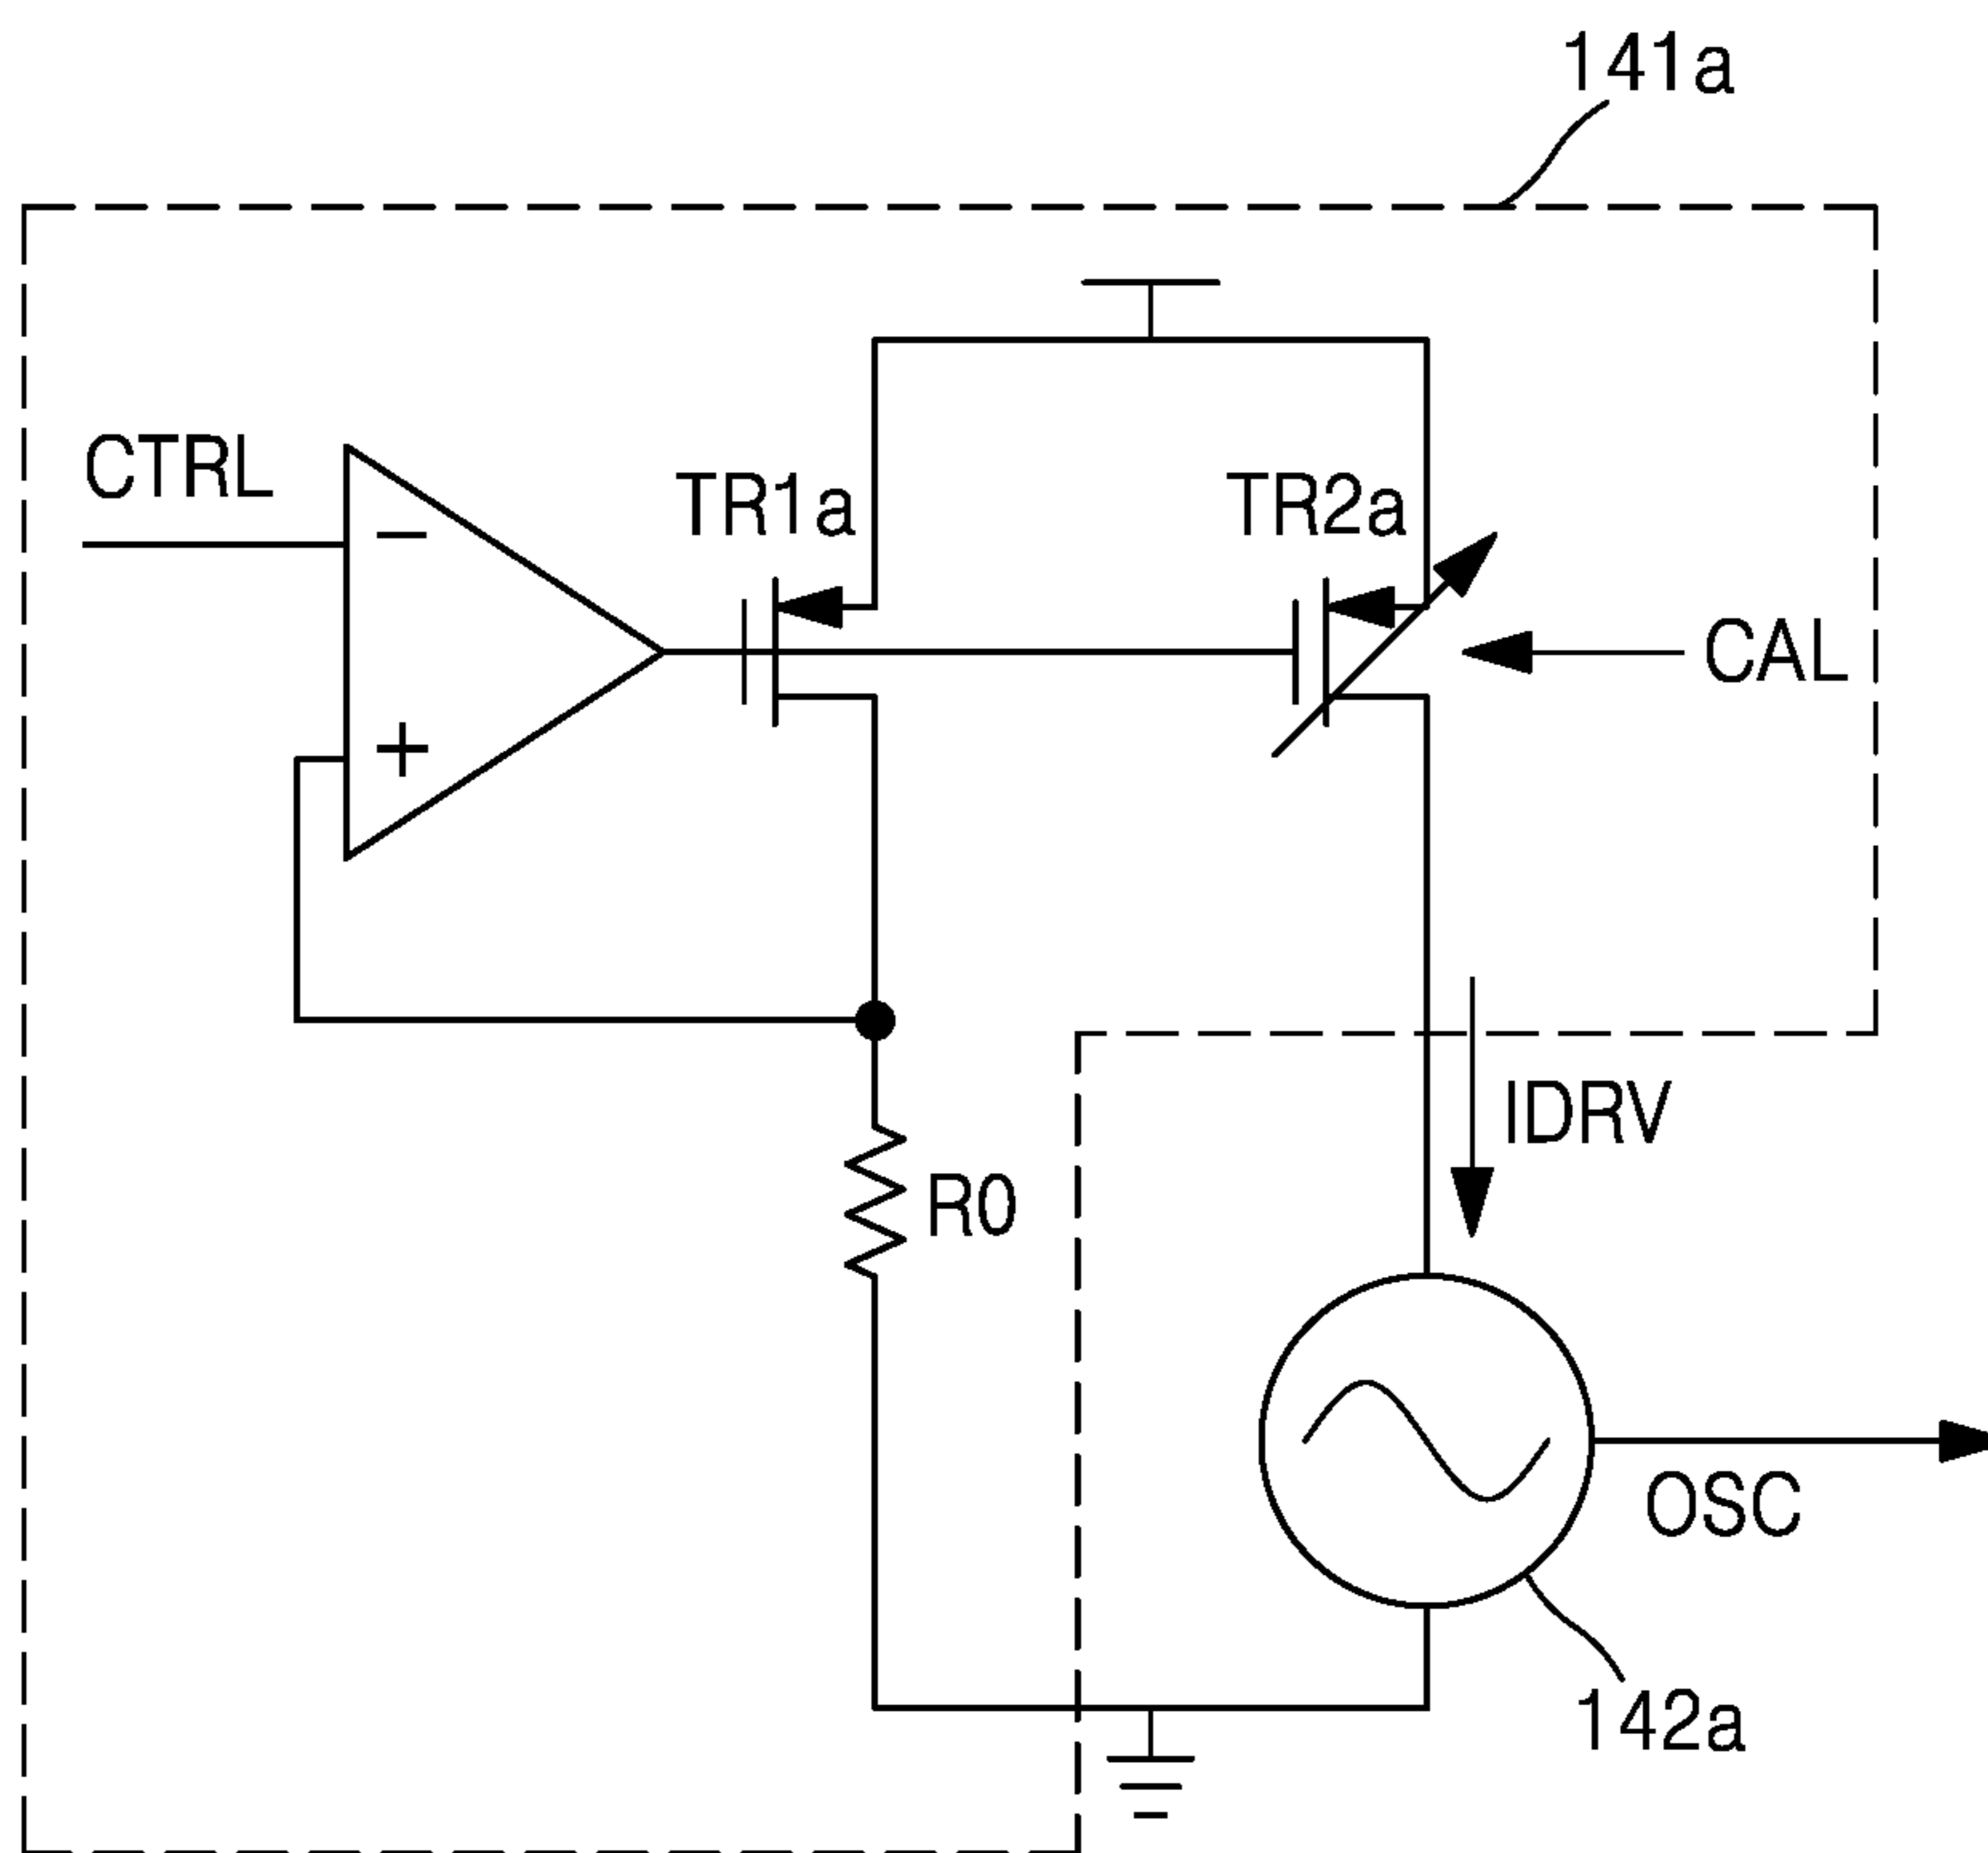 141a
CTRL
TR1a
TR2a
−
CAL
+
IDRV
R0
OSC
142a